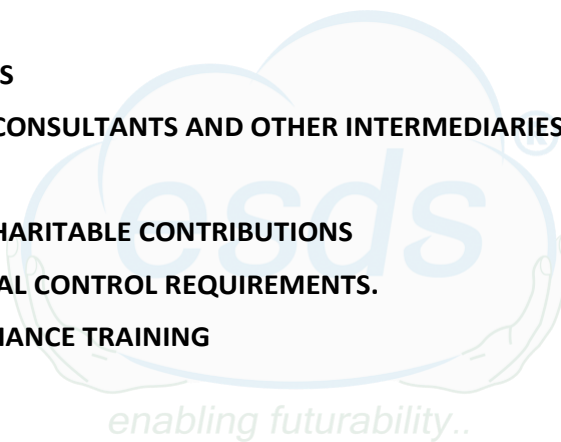 S
CONSULTANTS AND OTHER INTERMEDIARIES
HARITABLE CONTRIBUTIONS
AL CONTROL REQUIREMENTS.
IANCE TRAINING
esds
®
enabling futurability..